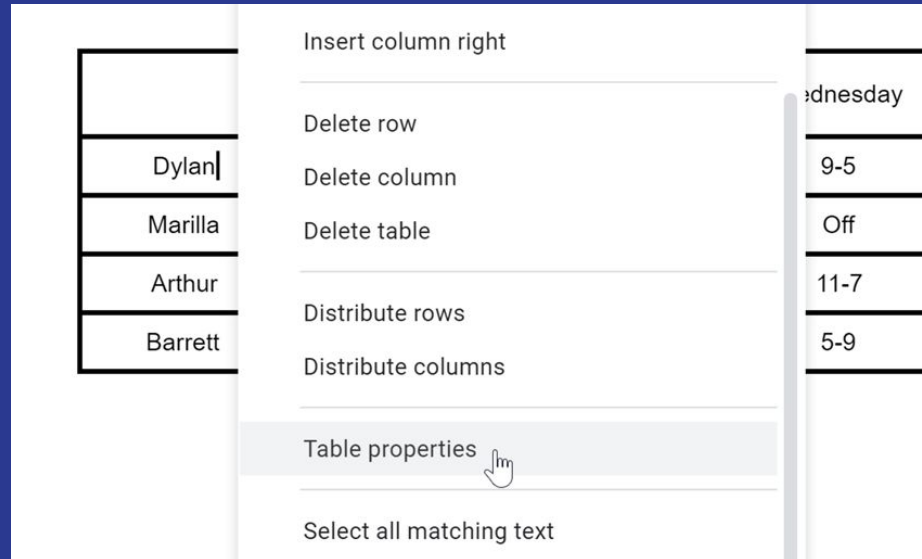 Insert column right
ednesday
Delete row
Dylan
Delete column
9-5
Marilla
Delete table
Off
Arthur
11-7
Distribute rows
Barrett
5-9
Distribute columns
Table properties
Select all matching text